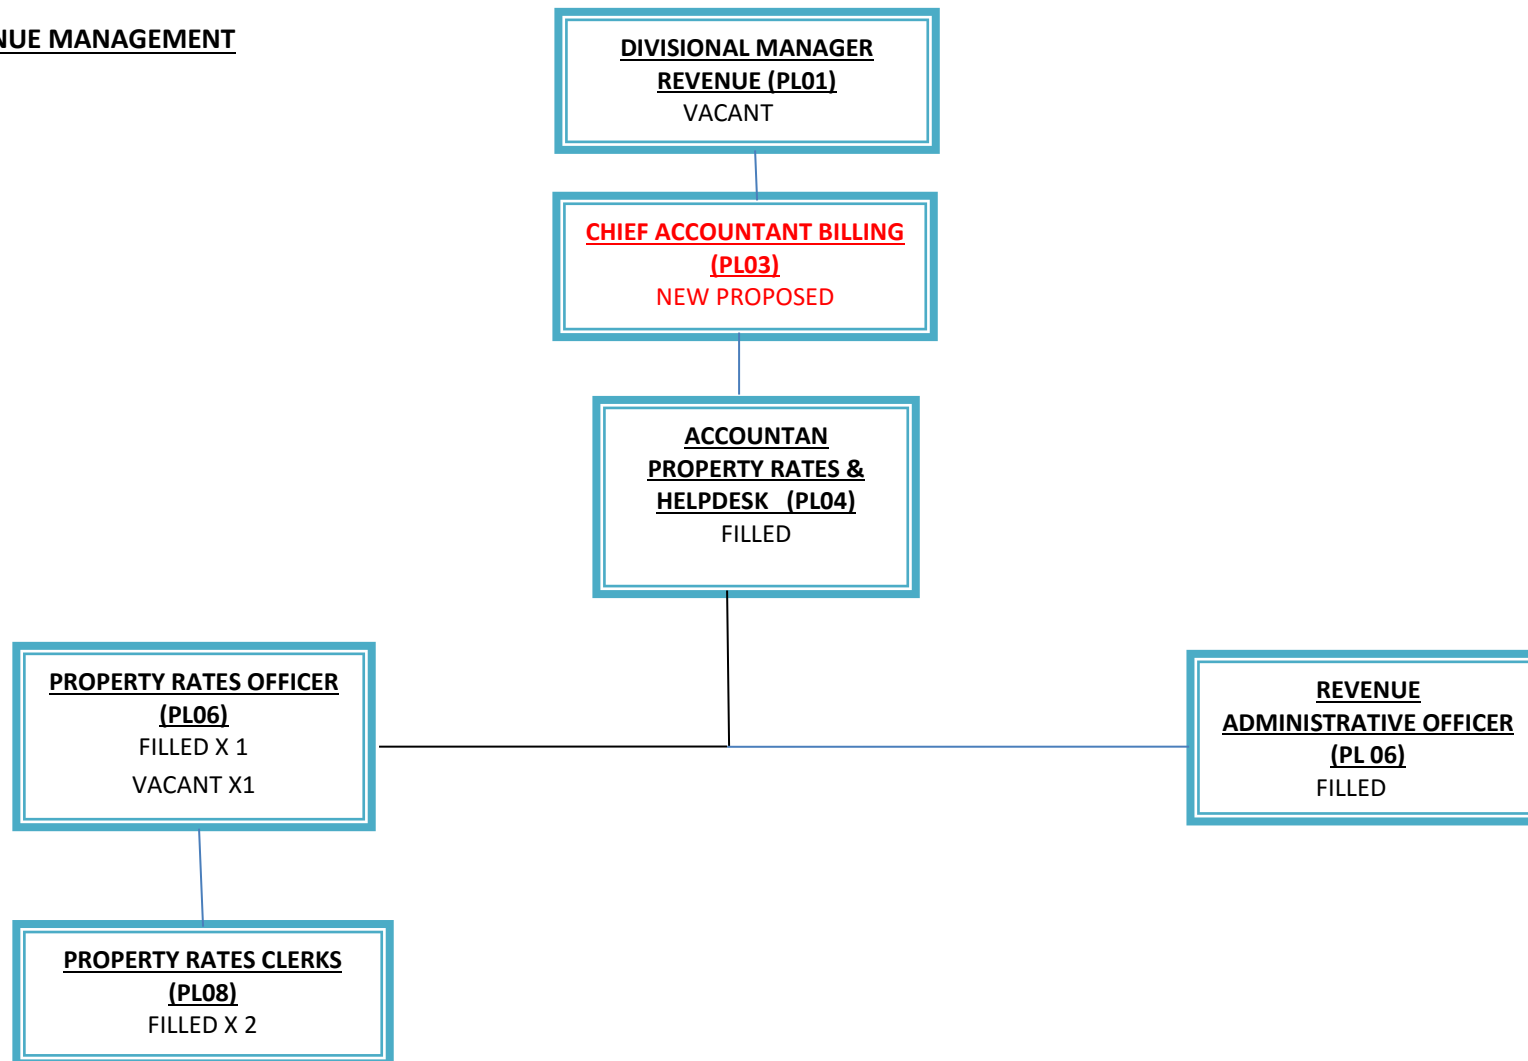 NUE MANAGEMENT
DIVISIONAL MANAGER
REVENUE (PL01)
VACANT
CHIEF ACCOUNTANT BILLING
(PL03)
NEW PROPOSED
ACCOUNTAN
PROPERTY RATES &
HELPDESK (PL04)
FILLED
PROPERTY RATES OFFICER
(PL06)
FILLED X 1
VACANT X1
REVENUE
ADMINISTRATIVE OFFICER
(PL 06)
FILLED
PROPERTY RATES CLERKS
(PL08)
FILLED X 2